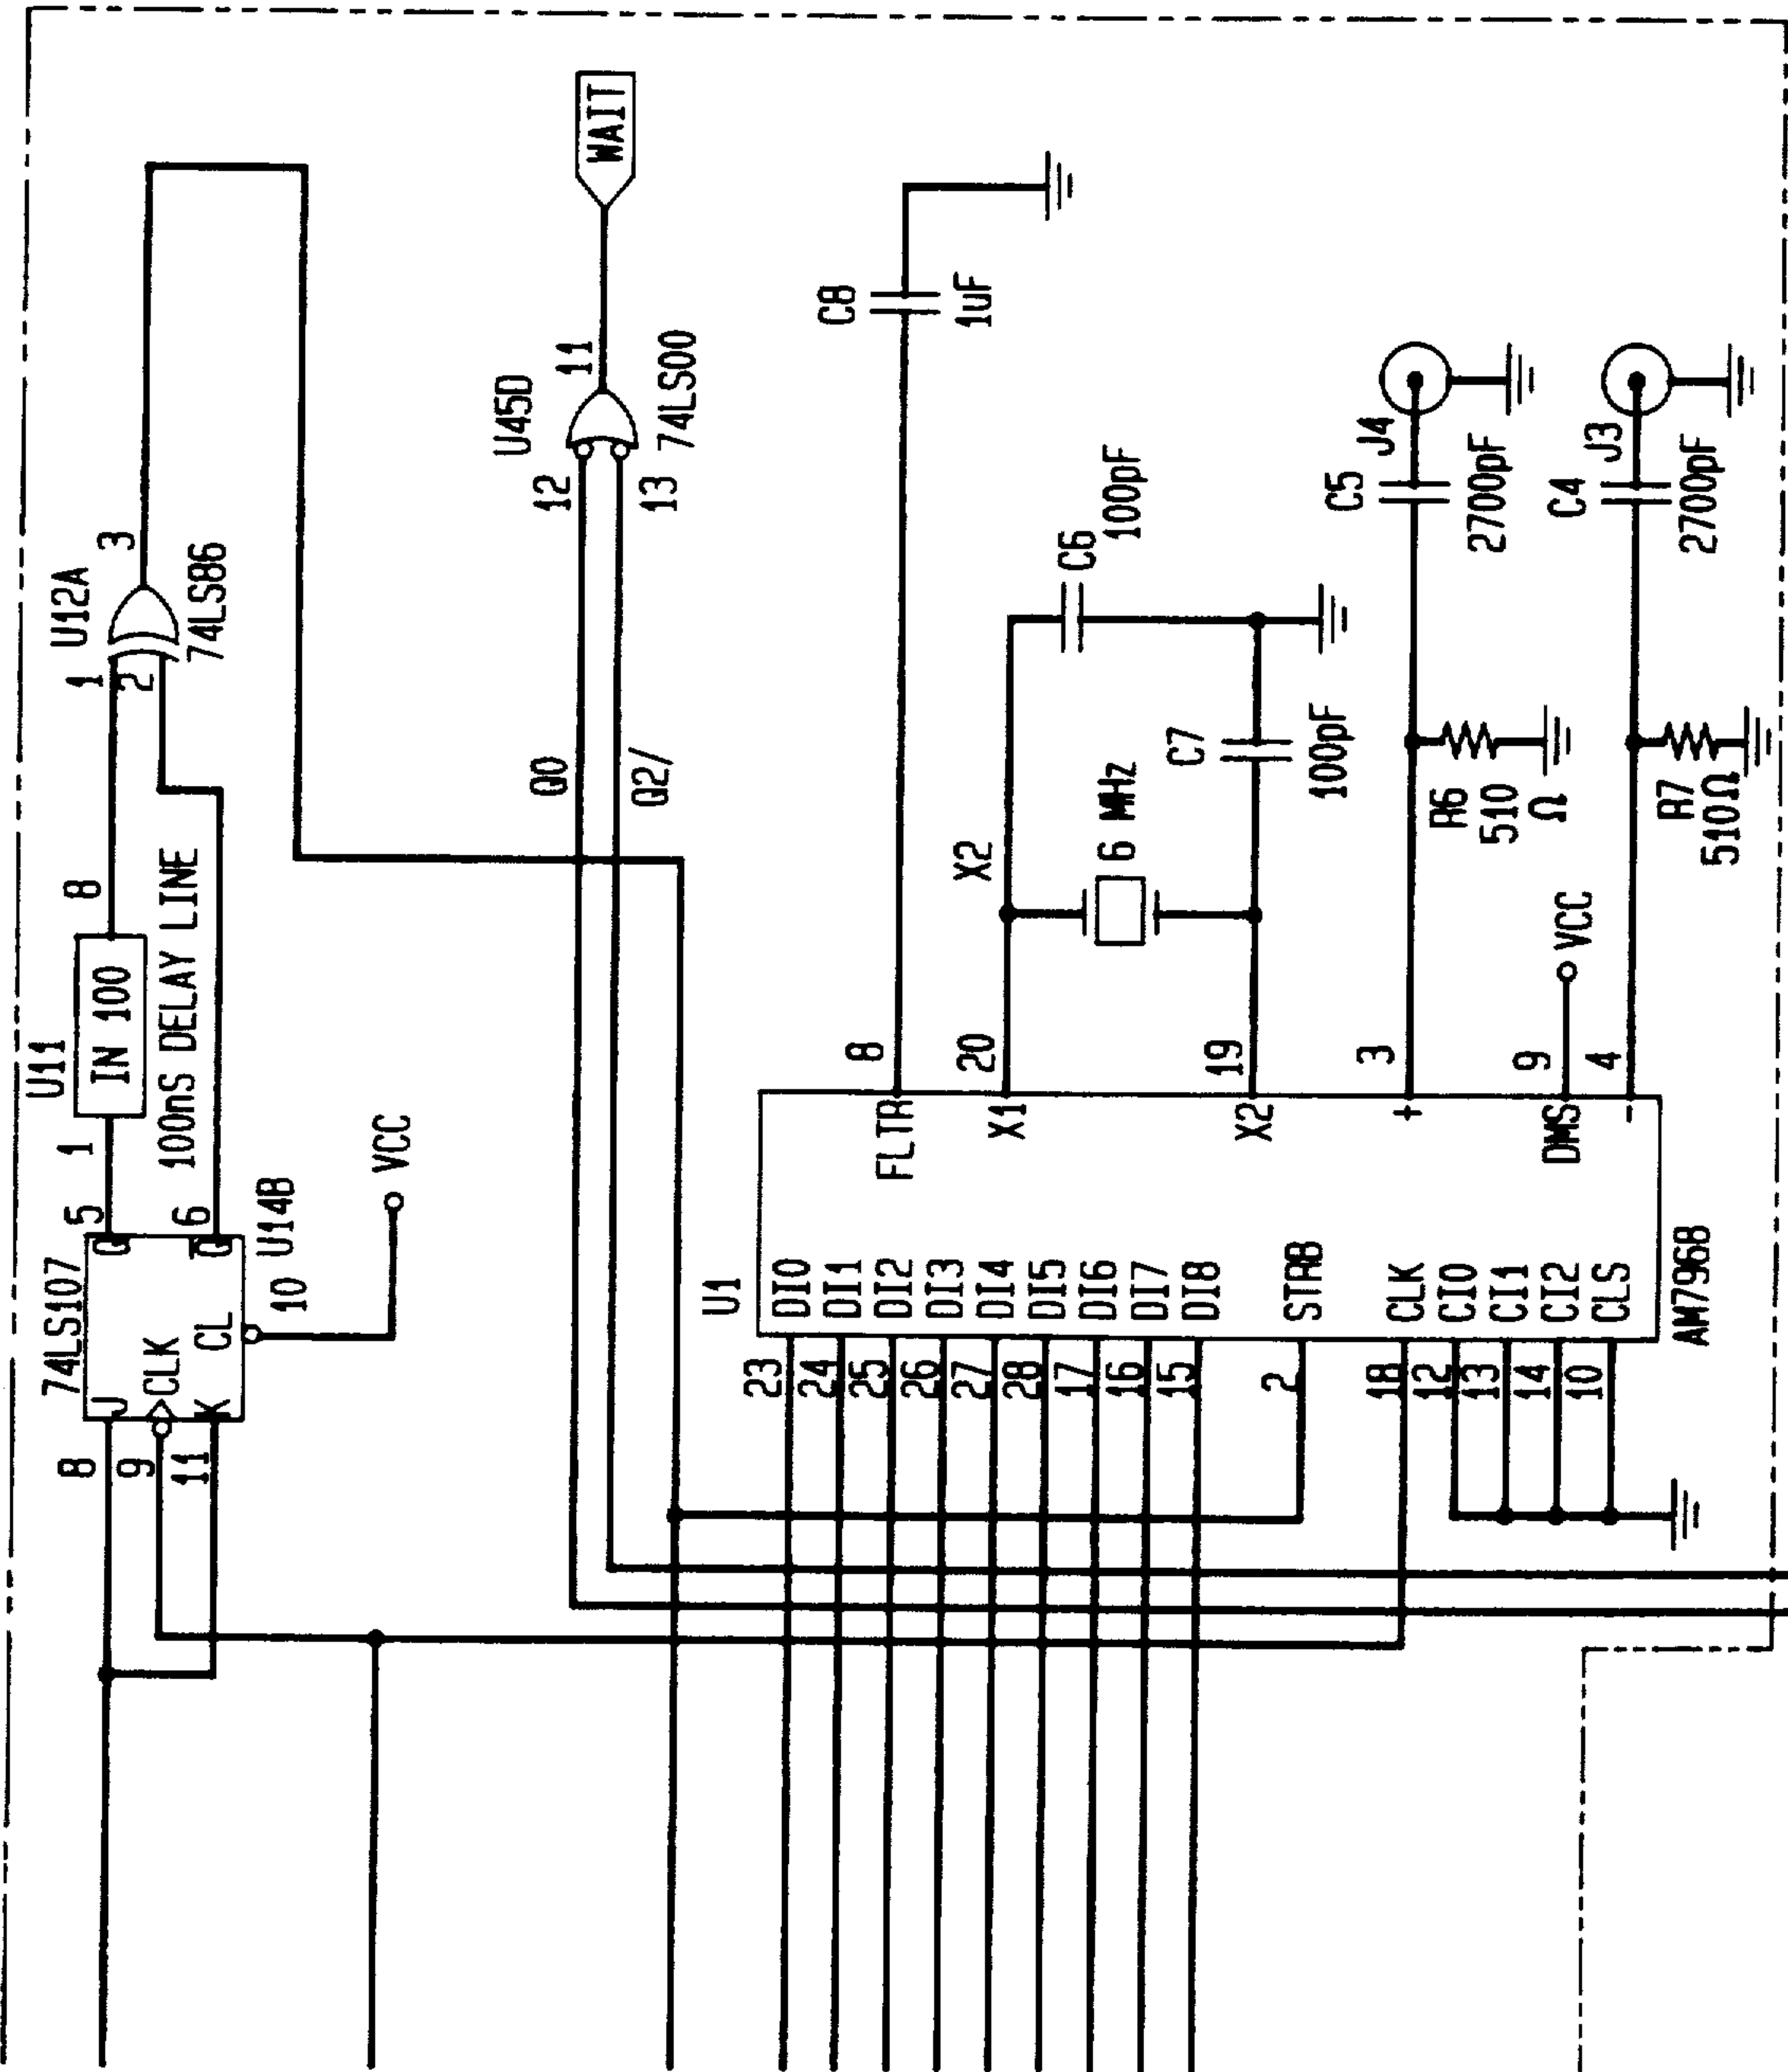 74LS107
J
CLK
K
CL
Q
Q
8
9
11
5
6
10
U14B
VCC
U11
IN 100
1
8
100nS DELAY LINE
U12A
1
2
3
74LS86
Q0
Q2/
U45D
12
13
11
74LS00
WAIT
U1
23
24
25
26
27
28
17
16
15
2
18
12
13
14
10
DI0
DI1
DI2
DI3
DI4
DI5
DI6
DI7
DI8
STRB
CLK
CI0
CI1
CI2
CLS
AM7968
FLTR
X1
X2
+
DMS
-
8
20
19
3
9
4
C8
1uF
X2
6 MHz
C6
100pF
C7
100pF
R6
510
Ω
C5
2700pF
J4
VCC
R7
510Ω
C4
2700pF
J3